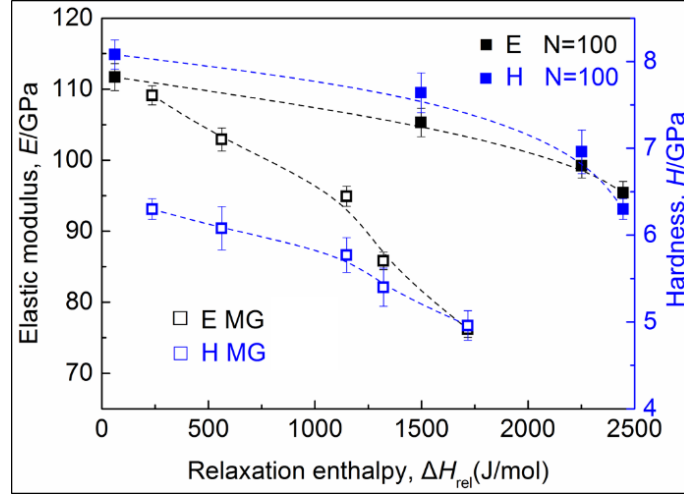 E N=100
H N=100
E MG
H MG
Elastic modulus, E/GPa
120
110
100
90
80
70
Hardness, H/GPa
8
7
6
5
4
0 500 1000 1500 2000 2500
Relaxation enthalpy, ΔHrel(J/mol)